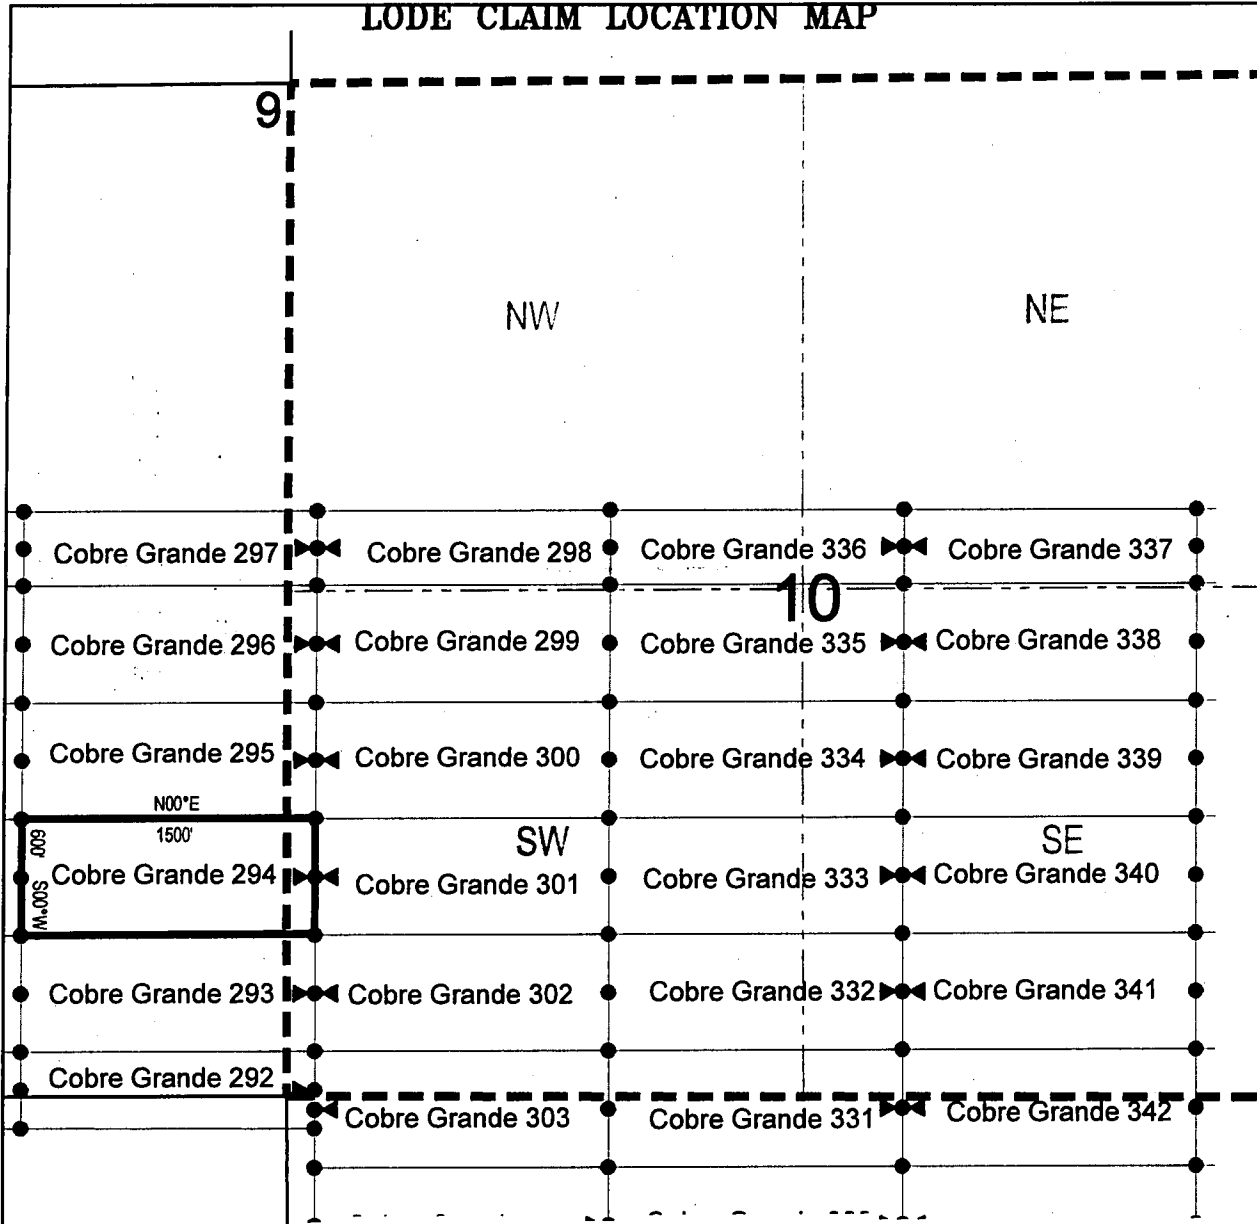 LODE CLAIM LOCATION MAP
9
NW
NE
Cobre Grande 297
Cobre Grande 298
Cobre Grande 336
Cobre Grande 337
10
Cobre Grande 296
Cobre Grande 299
Cobre Grande 335
Cobre Grande 338
Cobre Grande 295
Cobre Grande 300
Cobre Grande 334
Cobre Grande 339
N00°E
1500'
600'
S00°W
SW
SE
Cobre Grande 294
Cobre Grande 301
Cobre Grande 333
Cobre Grande 340
Cobre Grande 293
Cobre Grande 302
Cobre Grande 332
Cobre Grande 341
Cobre Grande 292
Cobre Grande 303
Cobre Grande 331
Cobre Grande 342